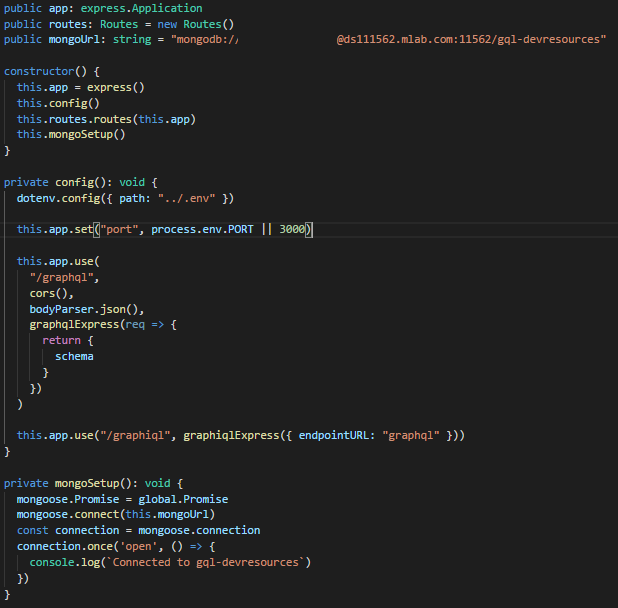 public app: express.Application
public routes: Routes = new Routes()
public mongoUrl: string = "mongodb:// @ds111562.mlab.com:11562/gql-devresources"
constructor() {
this.app = express()
this.config()
this.routes.routes(this.app)
this.mongoSetup()
}
private config(): void {
dotenv.config({ path: "../.env" })
this.app.set("port", process.env.PORT || 3000)
this.app.use(
"/graphql",
cors(),
bodyParser.json(),
graphqlExpress(req => {
return {
schema
}
})
)
this.app.use("/graphiql", graphiqlExpress({ endpointURL: "graphql" }))
}
private mongoSetup(): void {
mongoose.Promise = global.Promise
mongoose.connect(this.mongoUrl)
const connection = mongoose.connection
connection.once('open', () => {
console.log(`Connected to gql-devresources`)
})
}